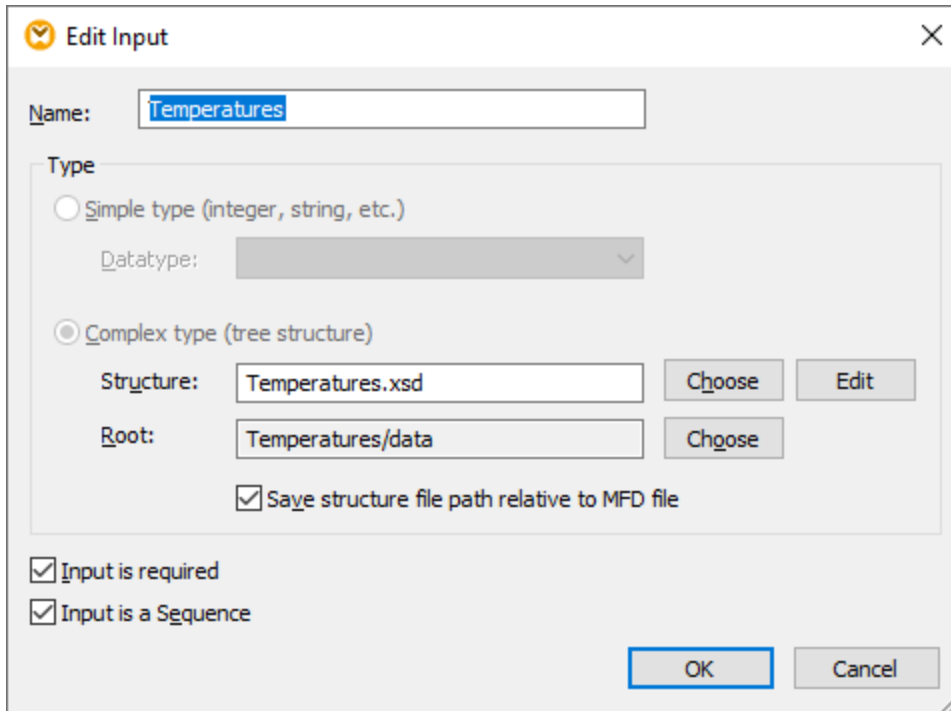 Edit Input
Name: Temperatures
Type
Simple type (integer, string, etc.)
Datatype:
Complex type (tree structure)
Structure: Temperatures.xsd Choose Edit
Root: Temperatures/data Choose
Save structure file path relative to MFD file
Input is required
Input is a Sequence
OK Cancel